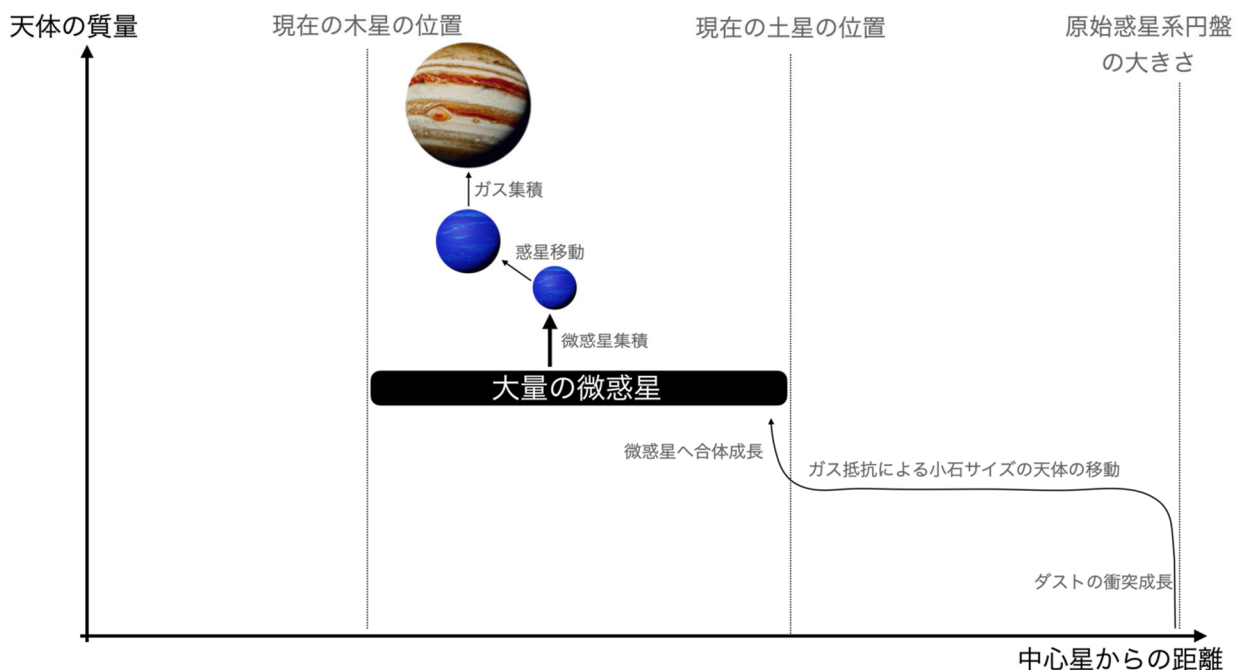 天体の質量
現在の木星の位置
現在の土星の位置
原始惑星系円盤
の大きさ
ガス集積
惑星移動
微惑星集積
大量の微惑星
微惑星へ合体成長
ガス抵抗による小石サイズの天体の移動
ダストの衝突成長
中心星からの距離